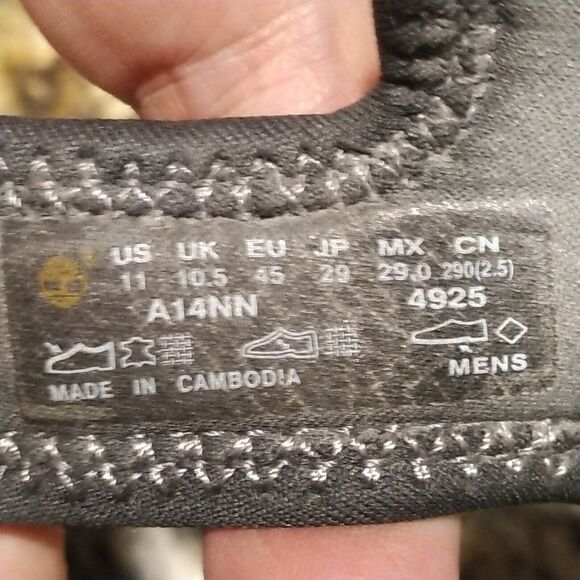 US UK EU JP MX CN
11 10.5 45 29 29.0 290(2.5)
A14NN 4925
MENS
MADE IN CAMBODIA